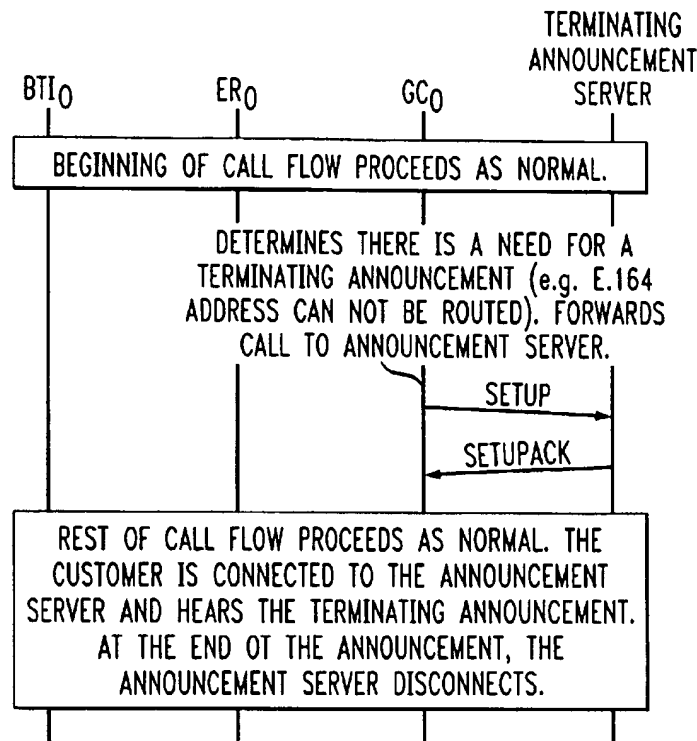 TERMINATING
ANNOUNCEMENT
SERVER
BTI0
ER0
GC0
BEGINNING OF CALL FLOW PROCEEDS AS NORMAL.
DETERMINES THERE IS A NEED FOR A
TERMINATING ANNOUNCEMENT (e.g. E.164
ADDRESS CAN NOT BE ROUTED). FORWARDS
CALL TO ANNOUNCEMENT SERVER.
SETUP
SETUPACK
REST OF CALL FLOW PROCEEDS AS NORMAL. THE
CUSTOMER IS CONNECTED TO THE ANNOUNCEMENT
SERVER AND HEARS THE TERMINATING ANNOUNCEMENT.
AT THE END OT THE ANNOUNCEMENT, THE
ANNOUNCEMENT SERVER DISCONNECTS.